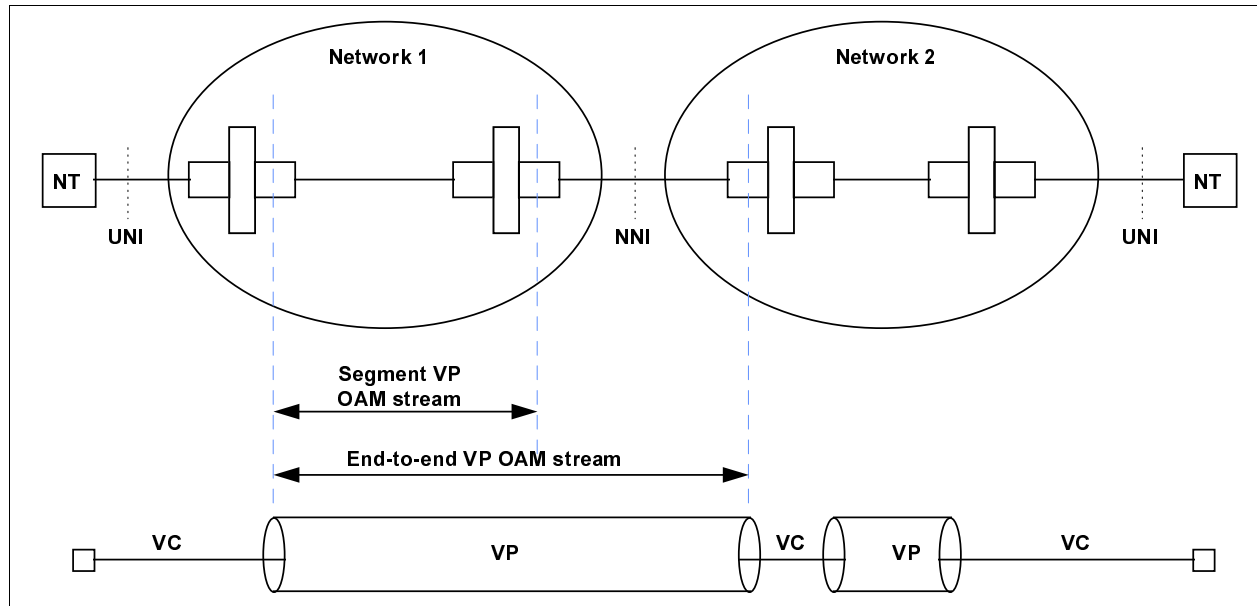 Network 1
Network 2
NT
NT
UNI
NNI
UNI
Segment VP
OAM stream
End-to-end VP OAM stream
VC
VP
VC
VP
VC